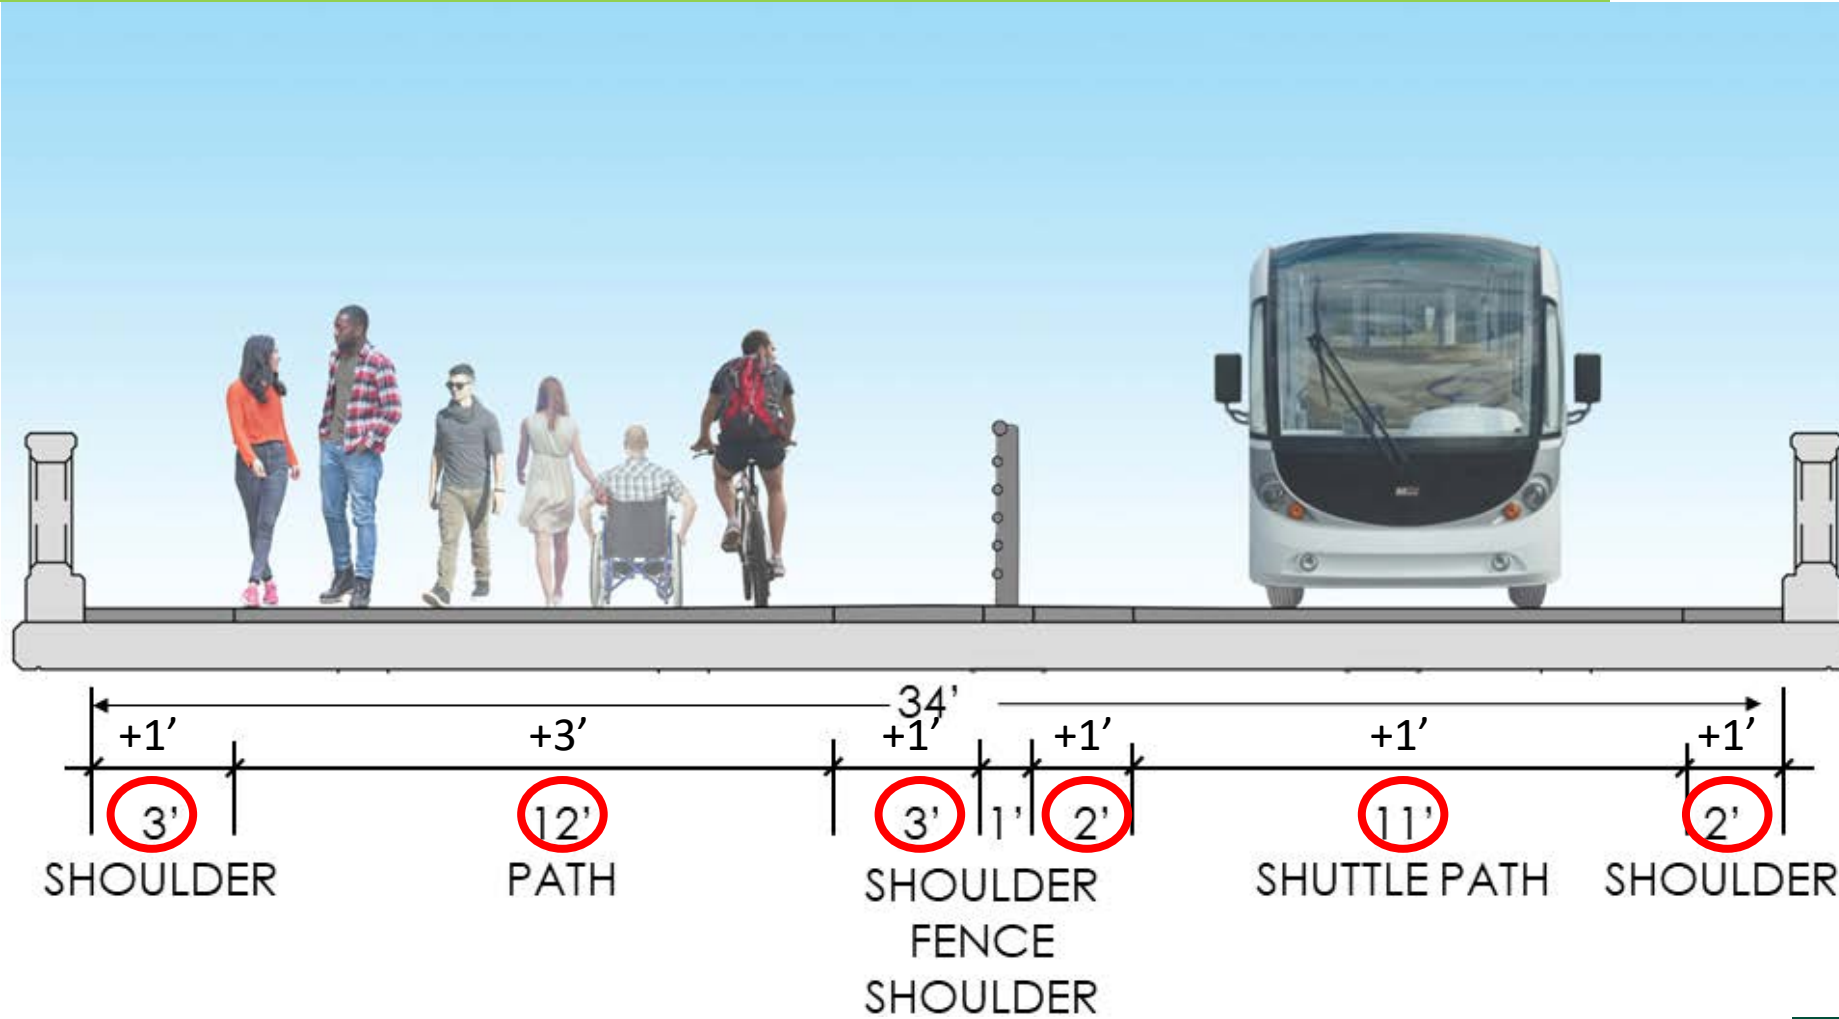 34’
+1’ +3’ +1’ +1’ +1’ +1’
3’ 12’ 3’ 1’ 2’ 11’ 2’
SHOULDER PATH SHOULDER SHUTTLE PATH SHOULDER
FENCE
SHOULDER